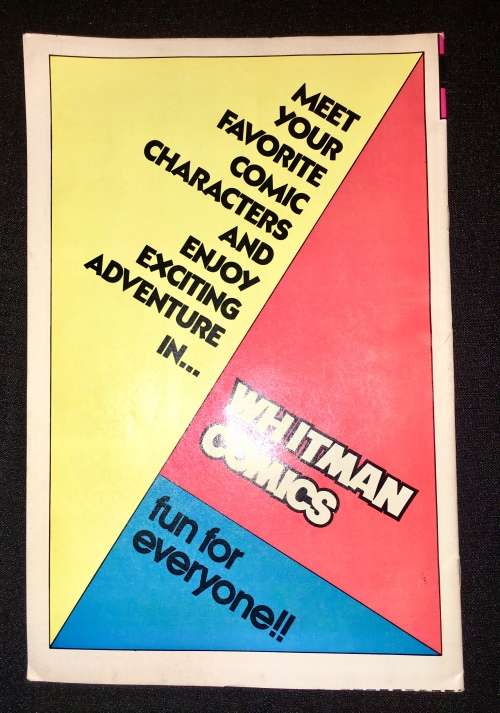 MEET
YOUR
FAVORITE
COMIC
CHARACTERS
AND
ENJOY
EXCITING
ADVENTURE
IN...
WHITMAN
COMICS
fun for
everyone!!